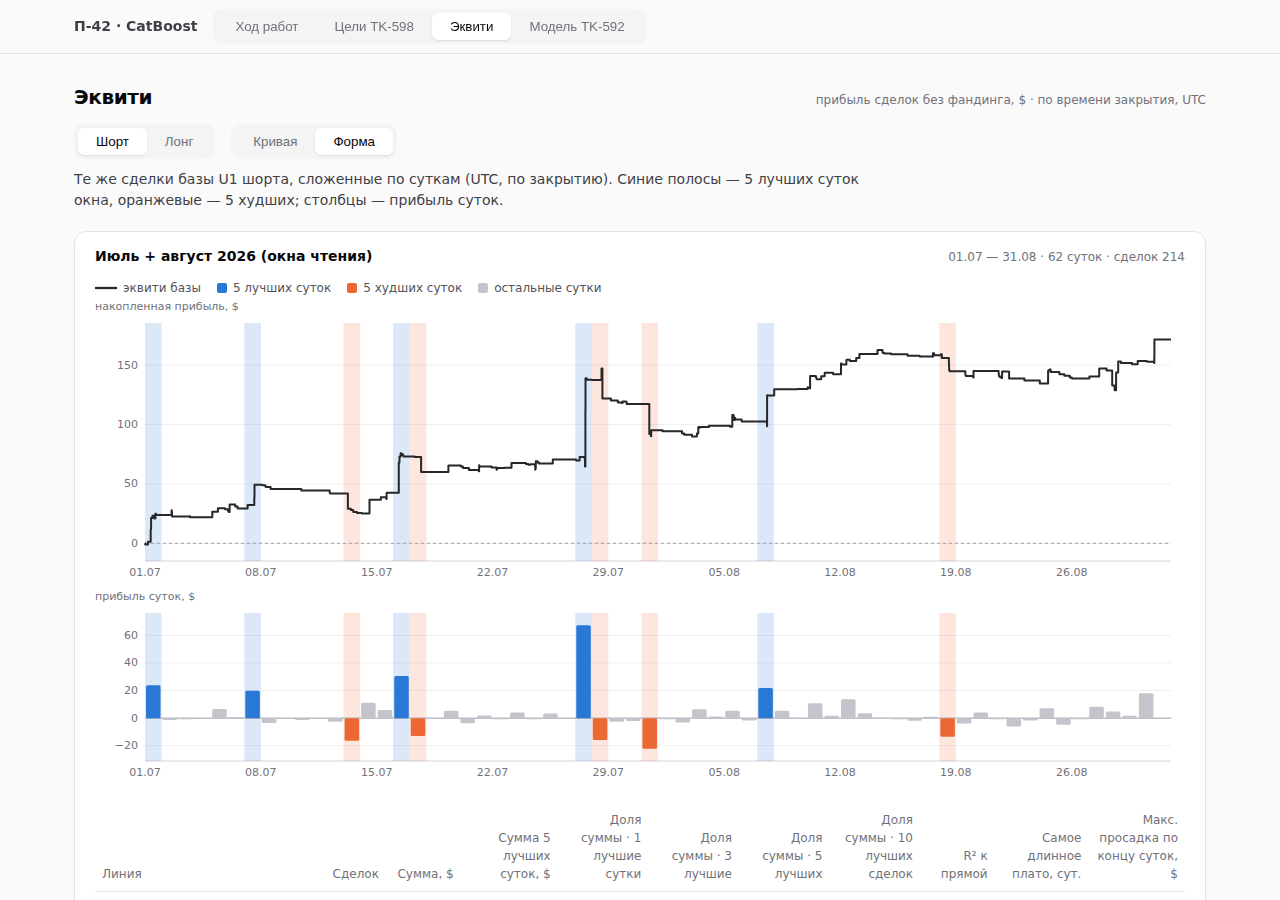 П-42 · CatBoost Ход работ Цели TK-598 Эквити Модель TK-592
Эквити прибыль сделок без фандинга, $ · по времени закрытия, UTC
Шорт Лонг Кривая Форма
Те же сделки базы U1 шорта, сложенные по суткам (UTC, по закрытию). Синие полосы — 5 лучших суток
окна, оранжевые — 5 худших; столбцы — прибыль суток.
Июль + август 2026 (окна чтения) 01.07 — 31.08 · 62 суток · сделок 214
эквити базы 5 лучших суток 5 худших суток остальные сутки
накопленная прибыль, $
150
100
50
0
01.07 08.07 15.07 22.07 29.07 05.08 12.08 19.08 26.08
прибыль суток, $
60
40
20
0
−20
01.07 08.07 15.07 22.07 29.07 05.08 12.08 19.08 26.08
Линия
Сделок
Сумма, $
Сумма 5
лучших
суток, $
Доля
суммы · 1
лучшие
сутки
Доля
суммы · 3
лучшие
Доля
суммы · 5
лучших
Доля
суммы · 10
лучших
сделок
R² к
прямой
Самое
длинное
плато, сут.
Макс.
просадка по
концу суток,
$